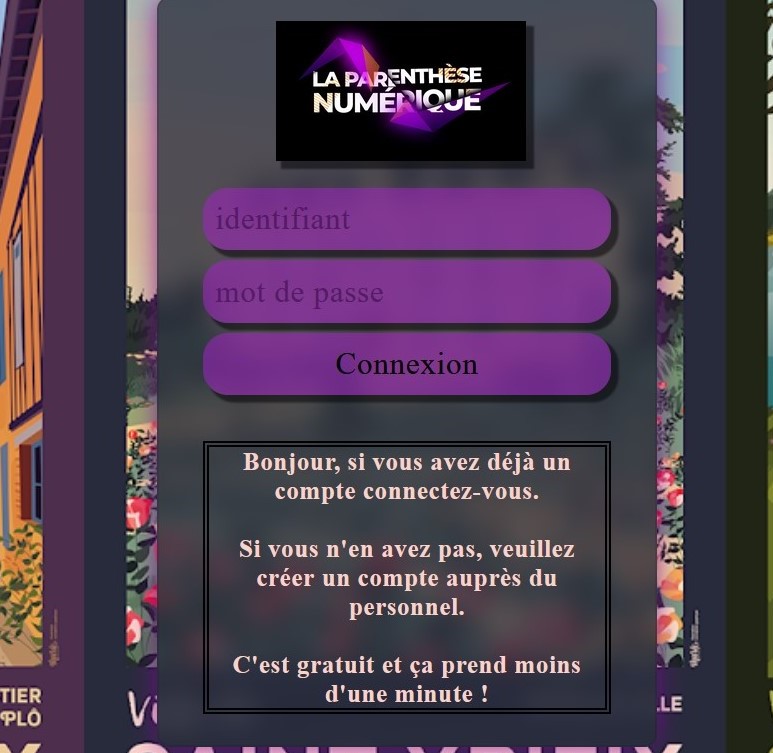 LA PARENTHÈSE
NUMÉRIQUE
identifiant
mot de passe
Connexion
Bonjour, si vous avez déjà un
compte connectez-vous.
Si vous n'en avez pas, veuillez
créer un compte auprès du
personnel.
C'est gratuit et ça prend moins
d'une minute !
TIER
PLÔ
Vi
LLE